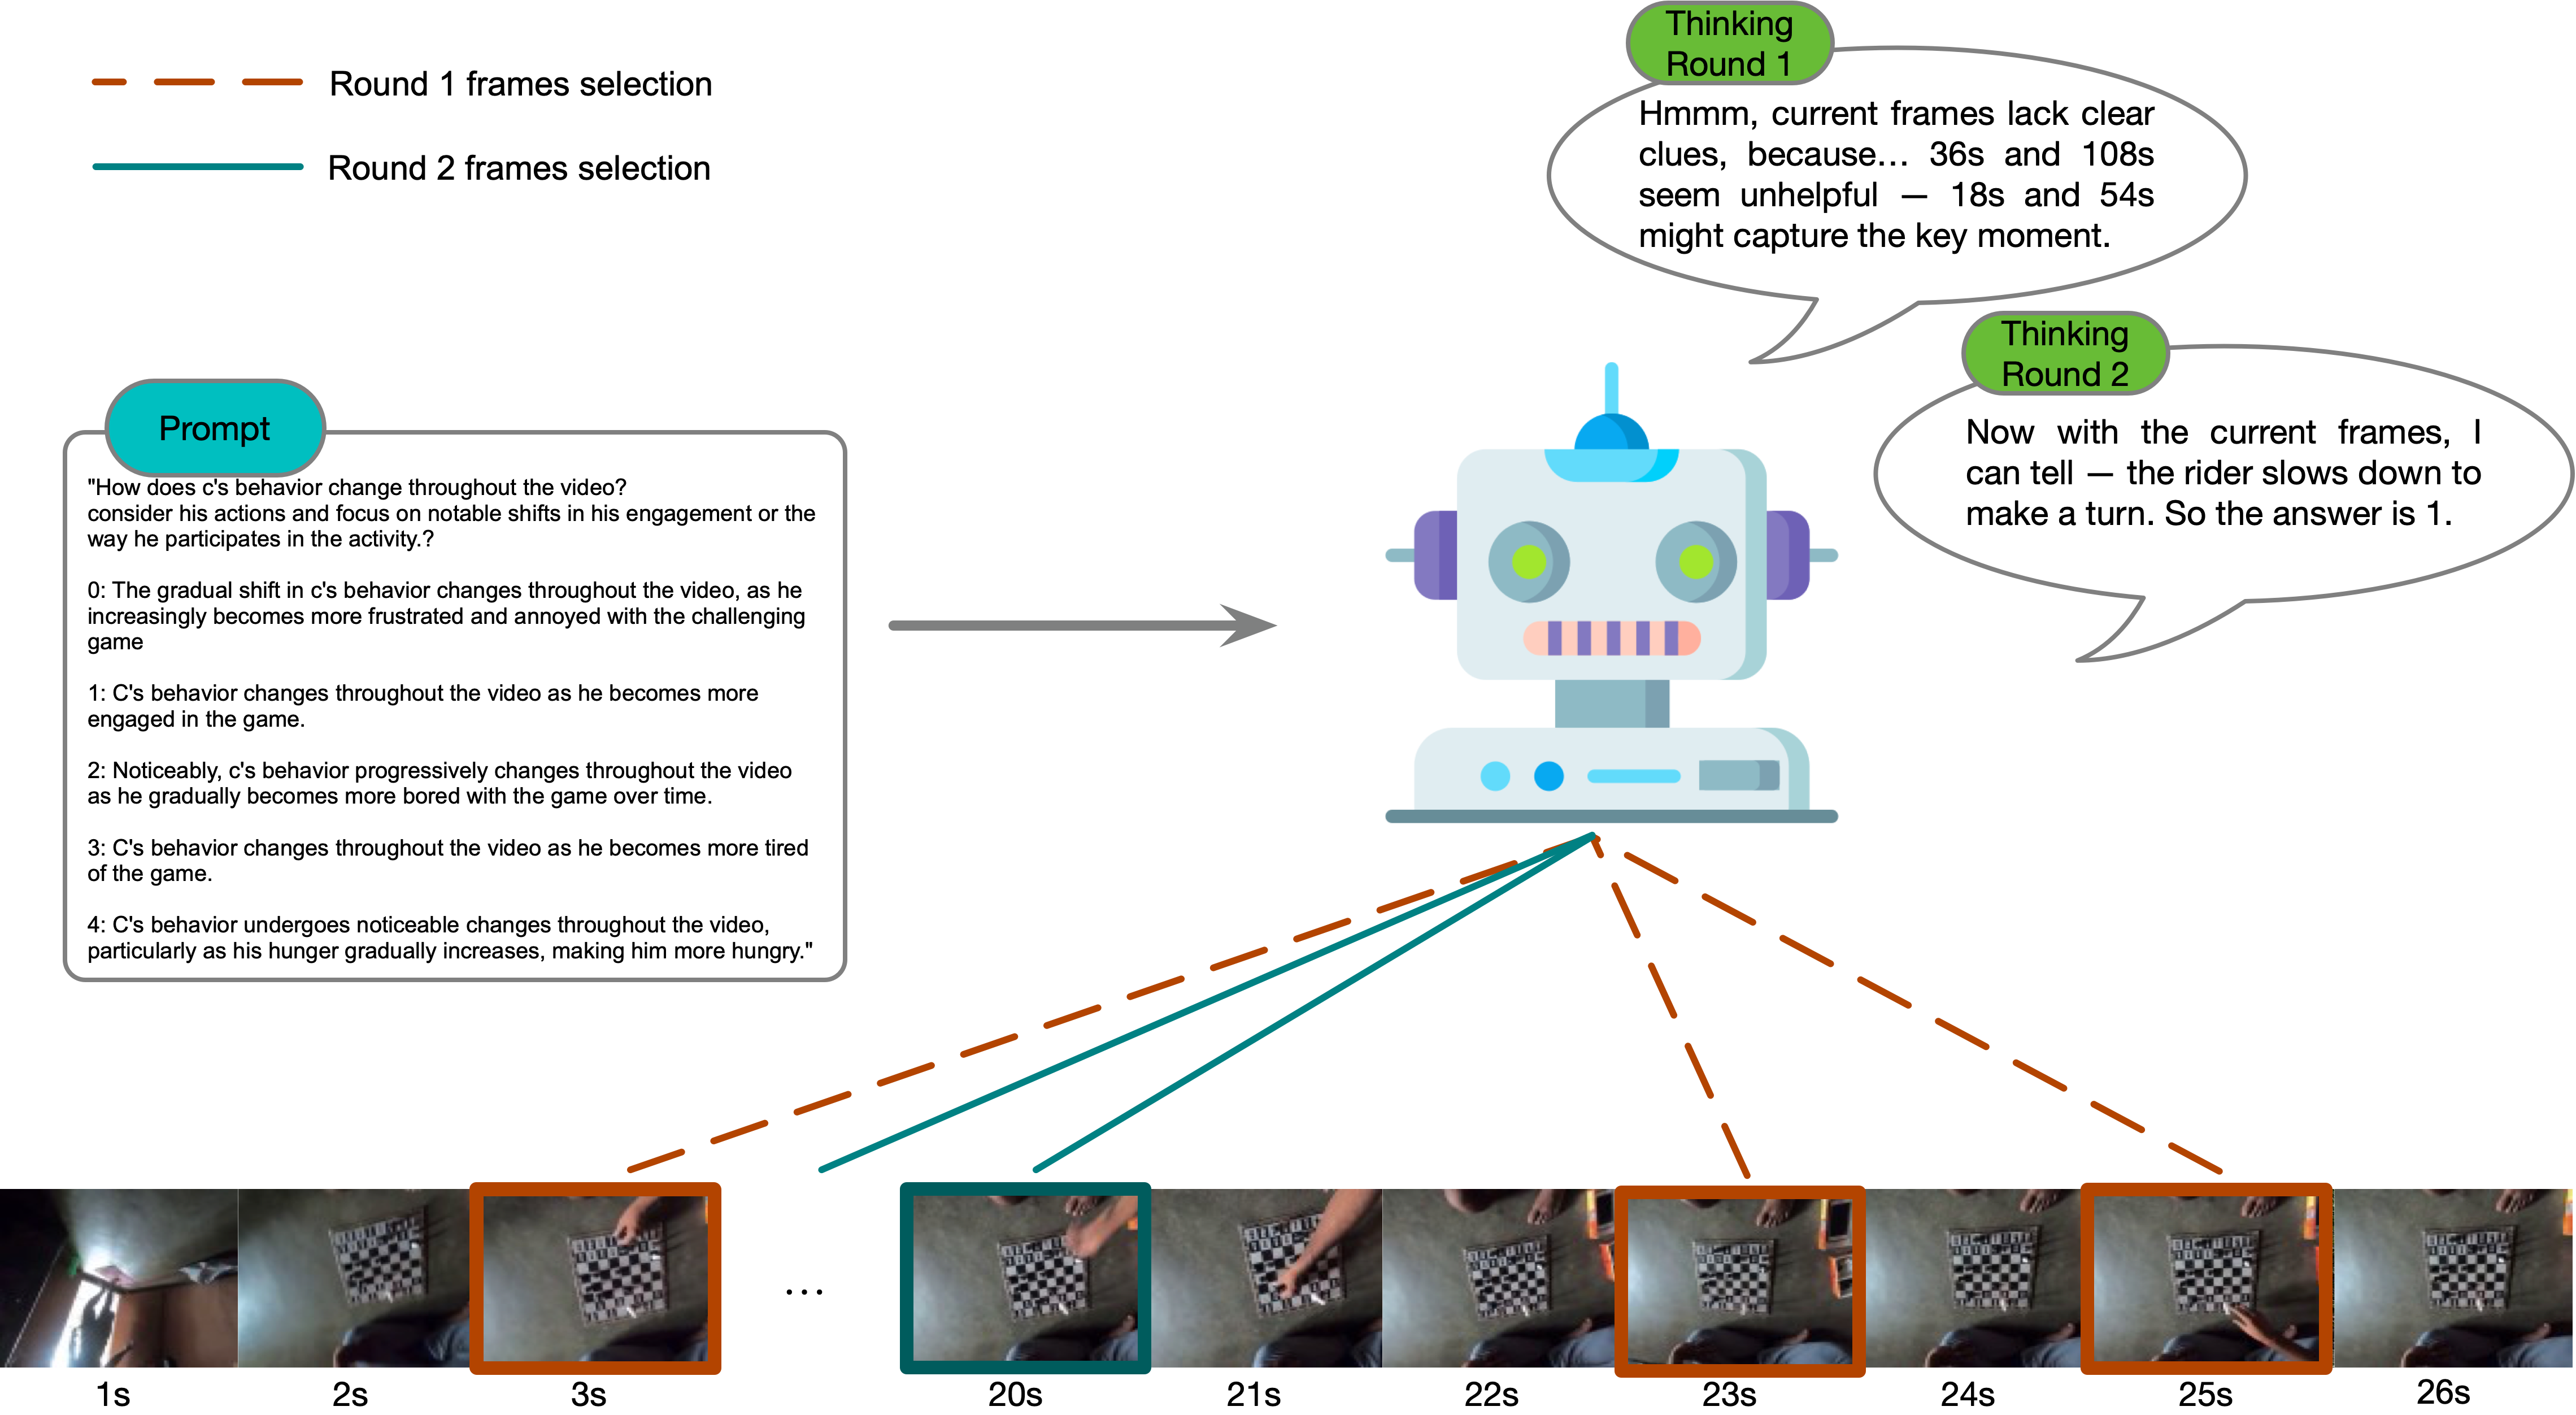 Round 1 frames selection
Round 2 frames selection
Thinking
Round 1
Hmmm, current frames lack clear
clues, because... 36s and 108s
seem unhelpful — 18s and 54s
might capture the key moment.
Thinking
Round 2
Now with the current frames, I
can tell — the rider slows down to
make a turn. So the answer is 1.
Prompt
"How does c's behavior change throughout the video?
consider his actions and focus on notable shifts in his engagement or the
way he participates in the activity.?
0: The gradual shift in c's behavior changes throughout the video, as he
increasingly becomes more frustrated and annoyed with the challenging
game
1: C's behavior changes throughout the video as he becomes more
engaged in the game.
2: Noticeably, c's behavior progressively changes throughout the video
as he gradually becomes more bored with the game over time.
3: C's behavior changes throughout the video as he becomes more tired
of the game.
4: C's behavior undergoes noticeable changes throughout the video,
particularly as his hunger gradually increases, making him more hungry."
...
1s 2s 3s 20s 21s 22s 23s 24s 25s 26s